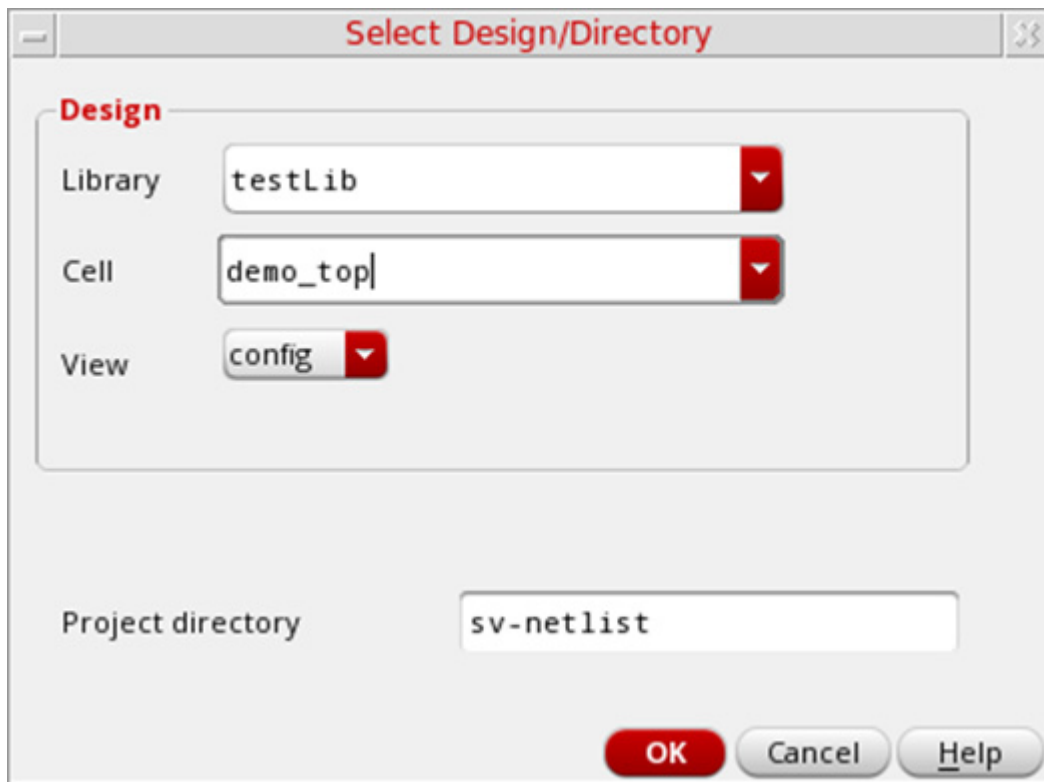 Select Design/Directory
Design
Library testLib
Cell demo_top
View config
Project directory sv-netlist
OK Cancel Help